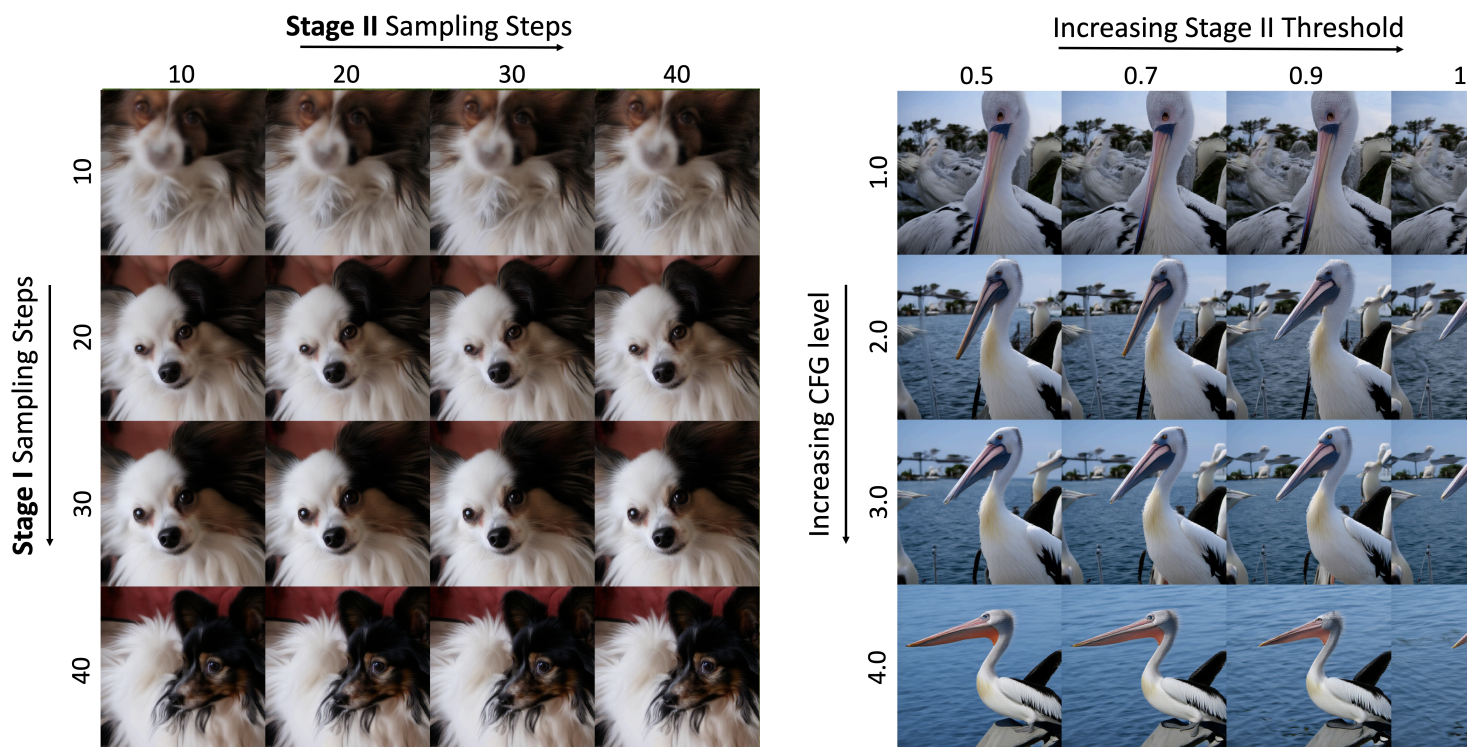 Stage II Sampling Steps
10 20 30 40
Stage I Sampling Steps
10
20
30
40
Increasing Stage II Threshold
0.5 0.7 0.9 1
Increasing CFG level
1.0
2.0
3.0
4.0